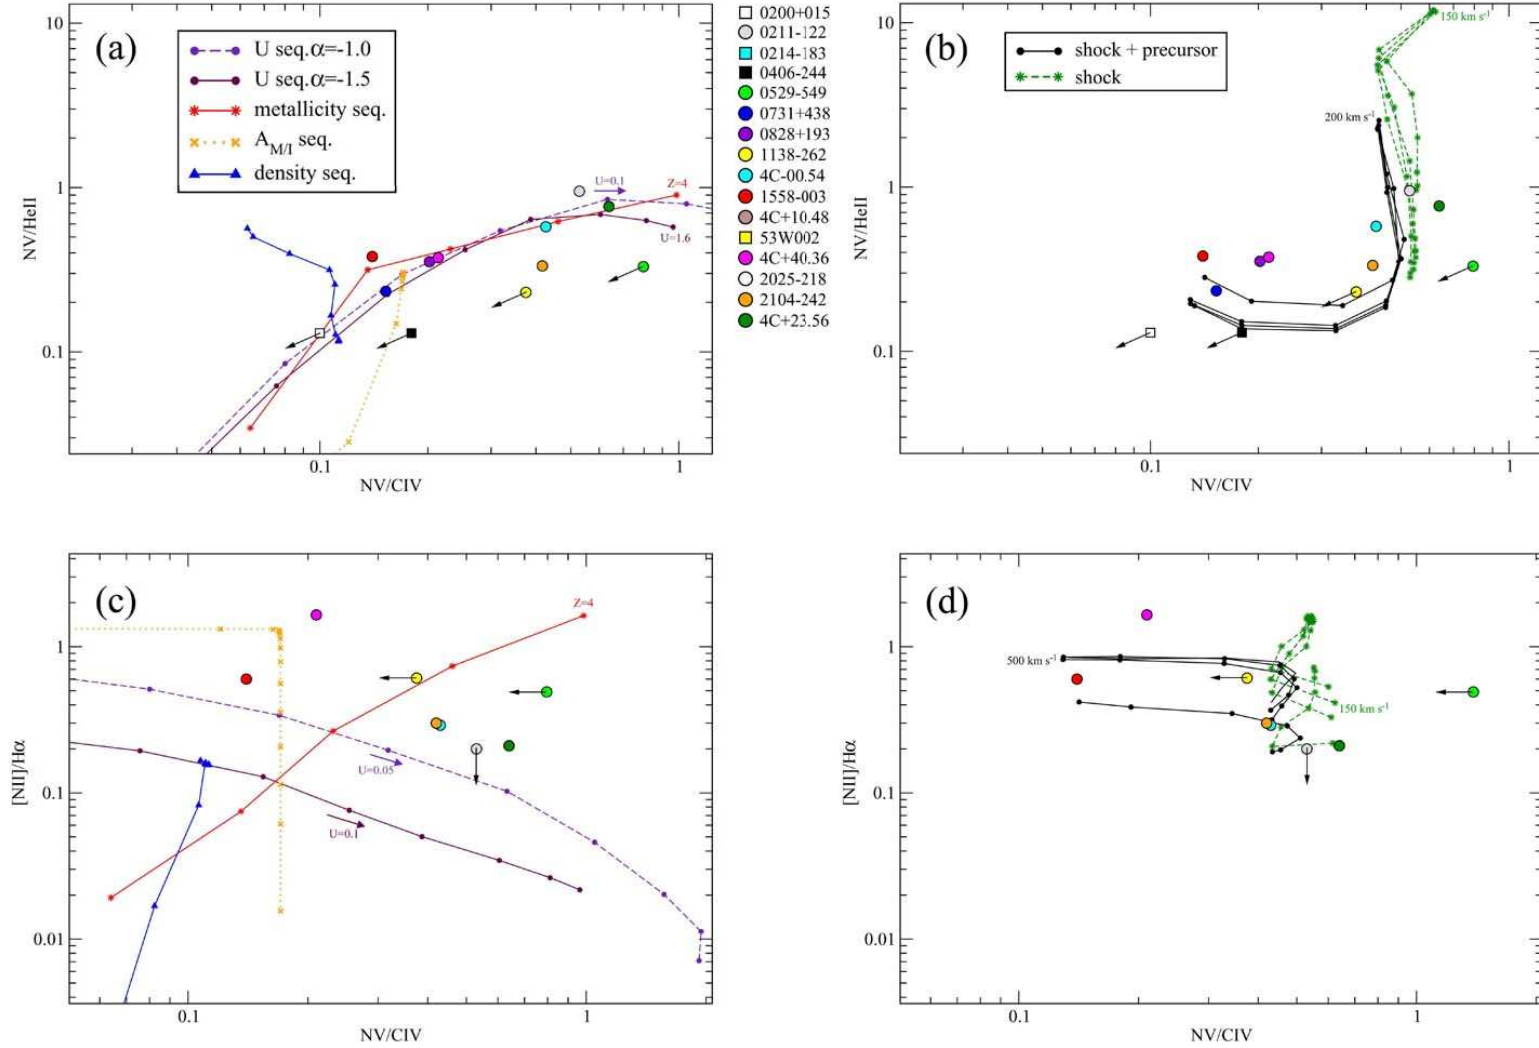 (a)
U seq.α=-1.0
U seq.α=-1.5
metallicity seq.
A_M/I seq.
density seq.
U=0.1
Z=4
U=1.6
10
1
0.1
NV/HeII
0.1
1
NV/CIV
0200+015
0211-122
0214-183
0406-244
0529-549
0731+438
0828+193
1138-262
4C-00.54
1558-003
4C+10.48
53W002
4C+40.36
2025-218
2104-242
4C+23.56
(b)
shock + precursor
shock
150 km s⁻¹
200 km s⁻¹
10
1
0.1
NV/HeII
0.1
1
NV/CIV
(c)
Z=4
U=0.05
U=0.1
1
0.1
0.01
[NII]/Hα
0.1
1
NV/CIV
(d)
500 km s⁻¹
150 km s⁻¹
1
0.1
0.01
[NII]/Hα
0.1
1
NV/CIV